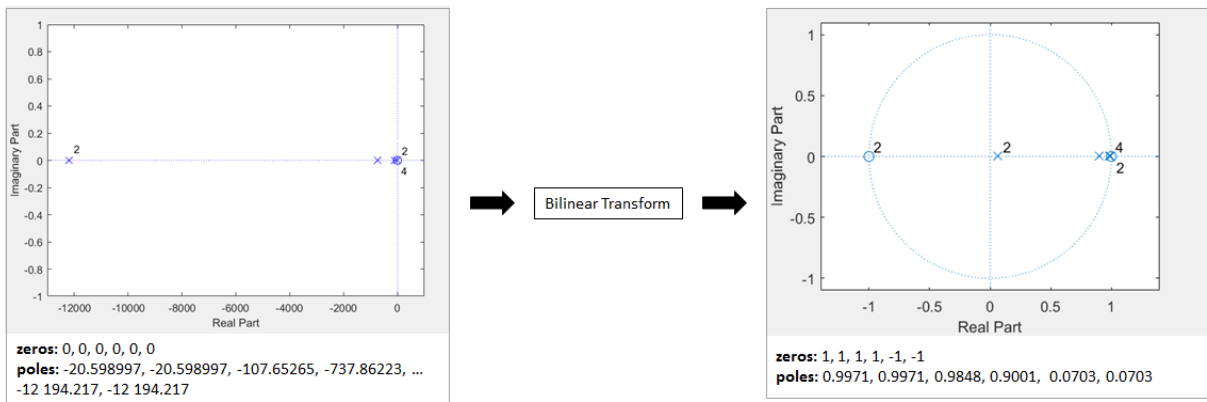 1
0.8
0.6
0.4
0.2
0
-0.2
-0.4
-0.6
-0.8
-1
Imaginary Part
2
2
4
-12000 -10000 -8000 -6000 -4000 -2000 0
Real Part
zeros: 0, 0, 0, 0, 0, 0
poles: -20.598997, -20.598997, -107.65265, -737.86223, ...
-12 194.217, -12 194.217
Bilinear Transform
1
0.5
0
-0.5
-1
Imaginary Part
2
2
4
2
-1 -0.5 0 0.5 1
Real Part
zeros: 1, 1, 1, 1, -1, -1
poles: 0.9971, 0.9971, 0.9848, 0.9001, 0.0703, 0.0703